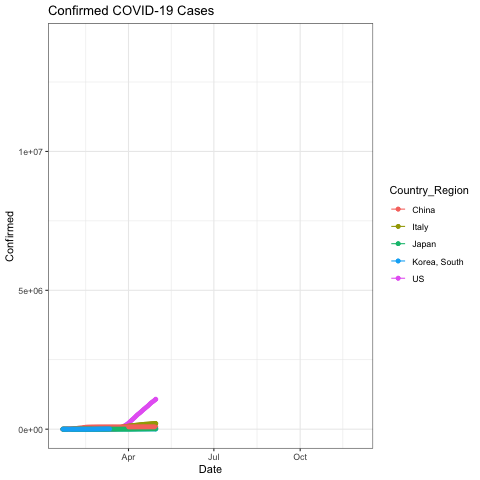 Confirmed COVID-19 Cases
Confirmed
1e+07
5e+06
0e+00
Apr
Jul
Oct
Date
Country_Region
China
Italy
Japan
Korea, South
US